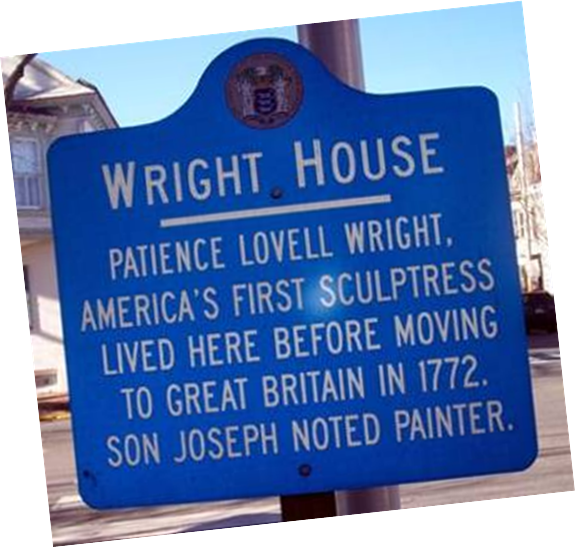 WRIGHT HOUSE
PATIENCE LOVELL WRIGHT,
AMERICA'S FIRST SCULPTRESS
LIVED HERE BEFORE MOVING
TO GREAT BRITAIN IN 1772.
SON JOSEPH NOTED PAINTER.